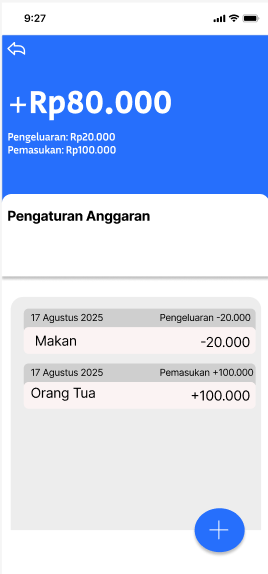 9:27
+Rp80.000
Pengeluaran: Rp20.000
Pemasukan: Rp100.000
Pengaturan Anggaran
17 Agustus 2025 Pengeluaran -20.000
Makan -20.000
17 Agustus 2025 Pemasukan +100.000
Orang Tua +100.000